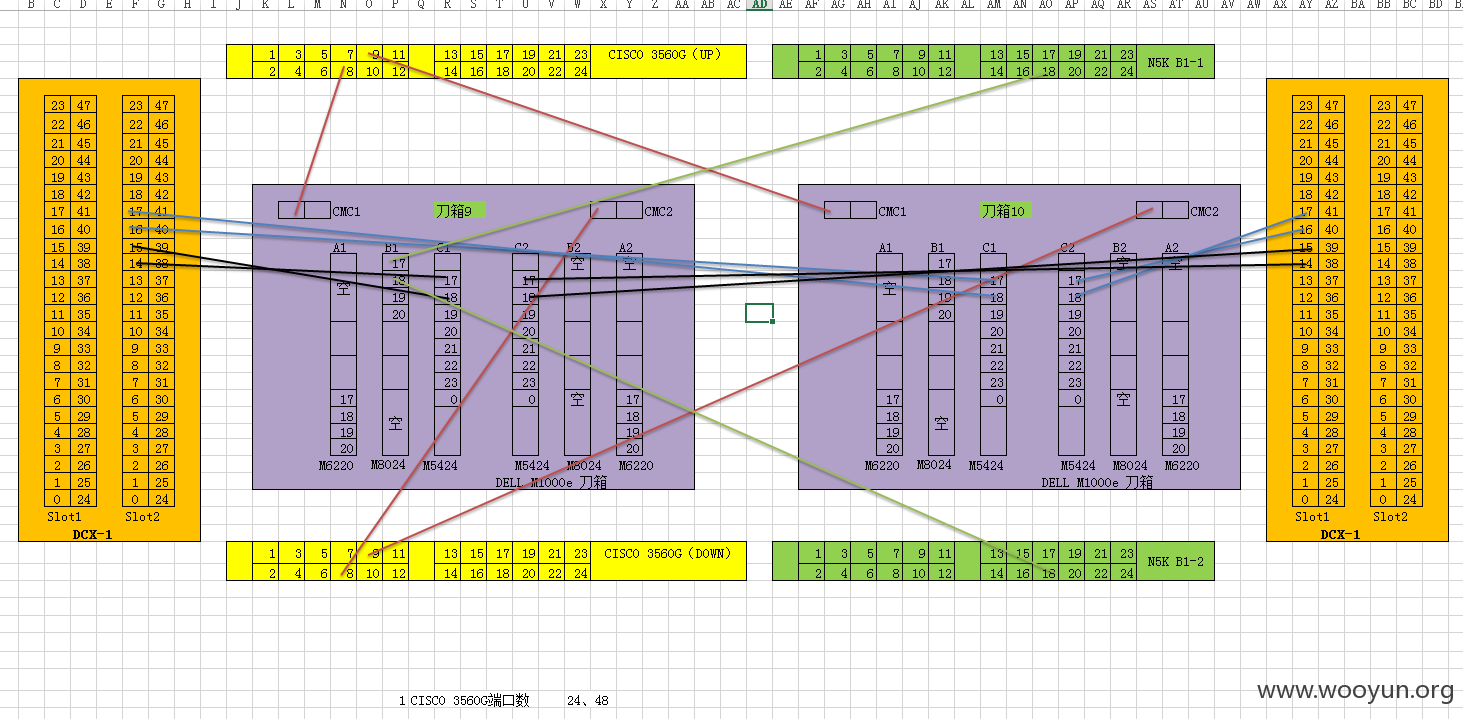 B C D E F G H I J K L M N O P Q R S T U V W X Y Z AA AB AC AD AE AF AG AH AI AJ AK AL AM AN AO AP AQ AR AS AT AU AV AW AX AY AZ BA BB BC BD
1 3 5 7 9 11 13 15 17 19 21 23 CISCO 3560G（UP）
2 4 6 8 10 12 14 16 18 20 22 24
1 3 5 7 9 11 13 15 17 19 21 23
2 4 6 8 10 12 14 16 18 20 22 24
N5K B1-1
23 47 23 47
22 46 22 46
21 45 21 45
20 44 20 44
19 43 19 43
18 42 18 42
17 41 17 41
16 40 16 40
15 39 15 39
14 38 14 38
13 37 13 37
12 36 12 36
11 35 11 35
10 34 10 34
9 33 9 33
8 32 8 32
7 31 7 31
6 30 6 30
5 29 5 29
4 28 4 28
3 27 3 27
2 26 2 26
1 25 1 25
0 24 0 24
Slot1 Slot2
DCX-1
CMC1 刀箱9 CMC2
A1 B1 C1 C2 B2 A2
17 空 空
空 18 17 17
19 18 18
20 19 19
20 20
21 21
22 22
23 23
17 0 0 空
18 空 17
19 18
20 19
20
M6220 M8024 M5424 M5424 M8024 M6220
DELL M1000e 刀箱
CMC1 刀箱10 CMC2
A1 B1 C1 C2 B2 A2
17 空 空
空 18 17 17
19 18 18
20 19 19
20 20
21 21
22 22
23 23
17 0 0 空 17
18 空 18
19 19
20 20
M6220 M8024 M5424 M5424 M8024 M6220
DELL M1000e 刀箱
23 47 23 47
22 46 22 46
21 45 21 45
20 44 20 44
19 43 19 43
18 42 18 42
17 41 17 41
16 40 16 40
15 39 15 39
14 38 14 38
13 37 13 37
12 36 12 36
11 35 11 35
10 34 10 34
9 33 9 33
8 32 8 32
7 31 7 31
6 30 6 30
5 29 5 29
4 28 4 28
3 27 3 27
2 26 2 26
1 25 1 25
0 24 0 24
Slot1 Slot2
DCX-1
1 3 5 7 9 11 13 15 17 19 21 23 CISCO 3560G（DOWN）
2 4 6 8 10 12 14 16 18 20 22 24
1 3 5 7 9 11 13 15 17 19 21 23
2 4 6 8 10 12 14 16 18 20 22 24
N5K B1-2
1 CISCO 3560G端口数 24、48
www.wooyun.org